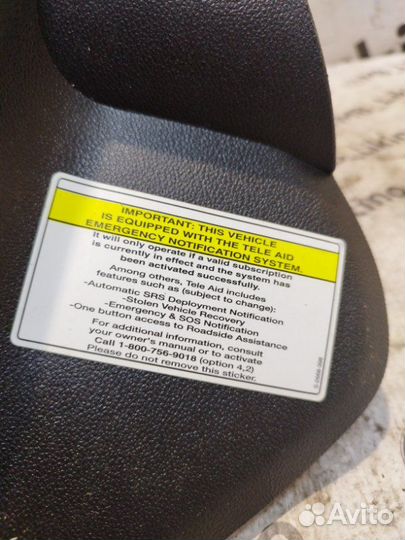 IMPORTANT: THIS VEHICLE
IS EQUIPPED WITH THE TELE AID
EMERGENCY NOTIFICATION SYSTEM.
It will only operate if a valid subscription
is currently in effect and the system has
been activated successfully.
Among others, Tele Aid includes
features such as (subject to change):
-Automatic SRS Deployment Notification
-Stolen Vehicle Recovery
-Emergency & SOS Notification
-One button access to Roadside Assistance
For additional information, consult
your owner's manual or to activate
Call 1-800-756-9018 (option 4,2)
Please do not remove this sticker.
Avito